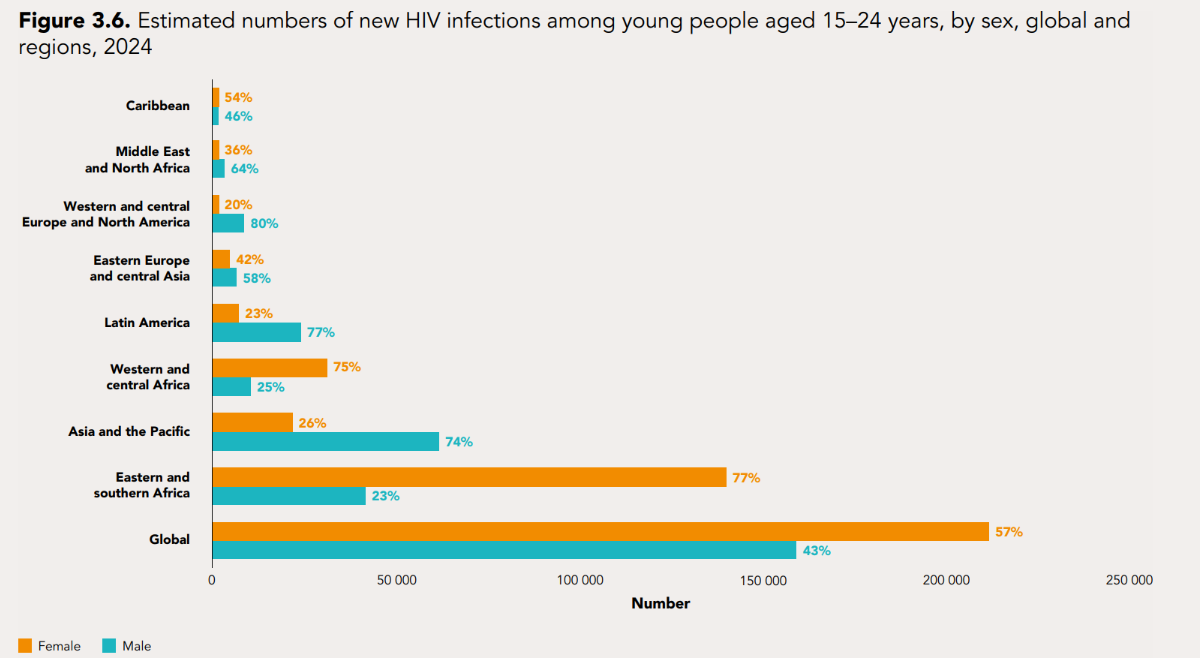 Figure 3.6. Estimated numbers of new HIV infections among young people aged 15–24 years, by sex, global and
regions, 2024
Caribbean
54%
46%
Middle East
and North Africa
36%
64%
Western and central
Europe and North America
20%
80%
Eastern Europe
and central Asia
42%
58%
Latin America
23%
77%
Western and
central Africa
75%
25%
Asia and the Pacific
26%
74%
Eastern and
southern Africa
77%
23%
Global
57%
43%
0 50 000 100 000 150 000 200 000 250 000
Number
Female Male